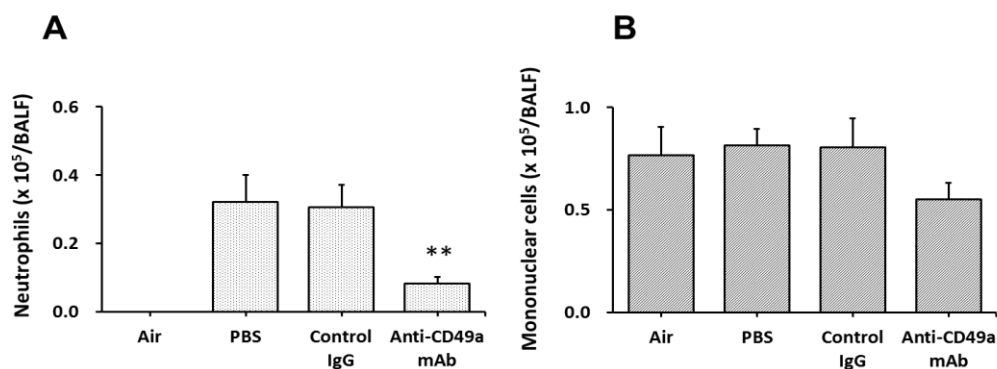 A
Neutrophils (x 10⁵/BALF)
0.6
0.4
0.2
0.0
**
Air
PBS
Control
IgG
Anti-CD49a
mAb
B
Mononuclear cells (x 10⁵/BALF)
1.0
0.5
0.0
Air
PBS
Control
IgG
Anti-CD49a
mAb